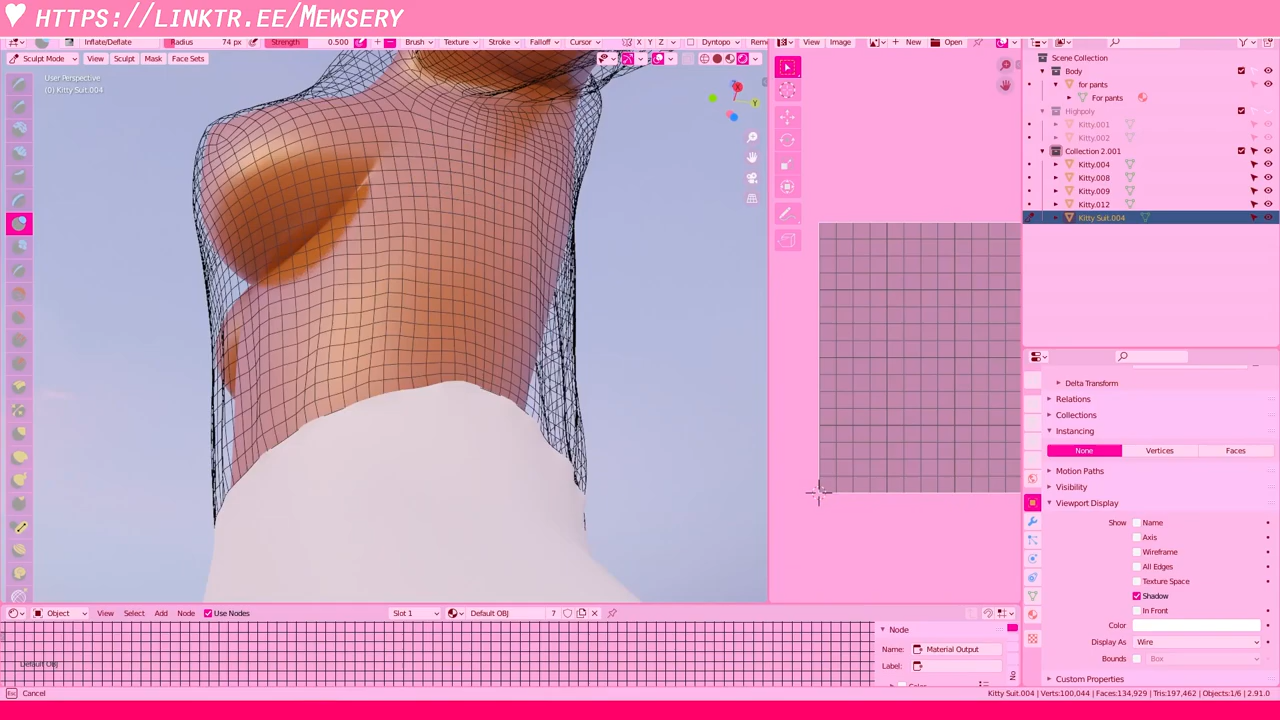 ♥ HTTPS://LINKTR.EE/MEWSERY
Inflate/Deflate Radius 74 px Strength 0.500 Brush Texture Stroke Falloff Cursor X Y Z Dyntopo Rem
View Image New Open
Sculpt Mode View Sculpt Mask Face Sets
User Perspective
(0) Kitty Suit.004
Y
Scene Collection
Body
for pants
For pants
Highpoly
Kitty.001
Kitty.002
Collection 2.001
Kitty.004
Kitty.008
Kitty.009
Kitty.012
Kitty Suit.004
Delta Transform
Relations
Collections
Instancing
None Vertices Faces
Motion Paths
Visibility
Viewport Display
Show Name
Axis
Wireframe
All Edges
Texture Space
Shadow
In Front
Color
Display As Wire
Bounds Box
Custom Properties
Object View Select Add Node Use Nodes Slot 1 Default OBJ 7
Node
Name: Material Output
Label:
Default OBJ
Esc Cancel
Kitty Suit.004 | Verts:100,044 | Faces:134,929 | Tris:197,462 | Objects:1/6 | 2.91.0